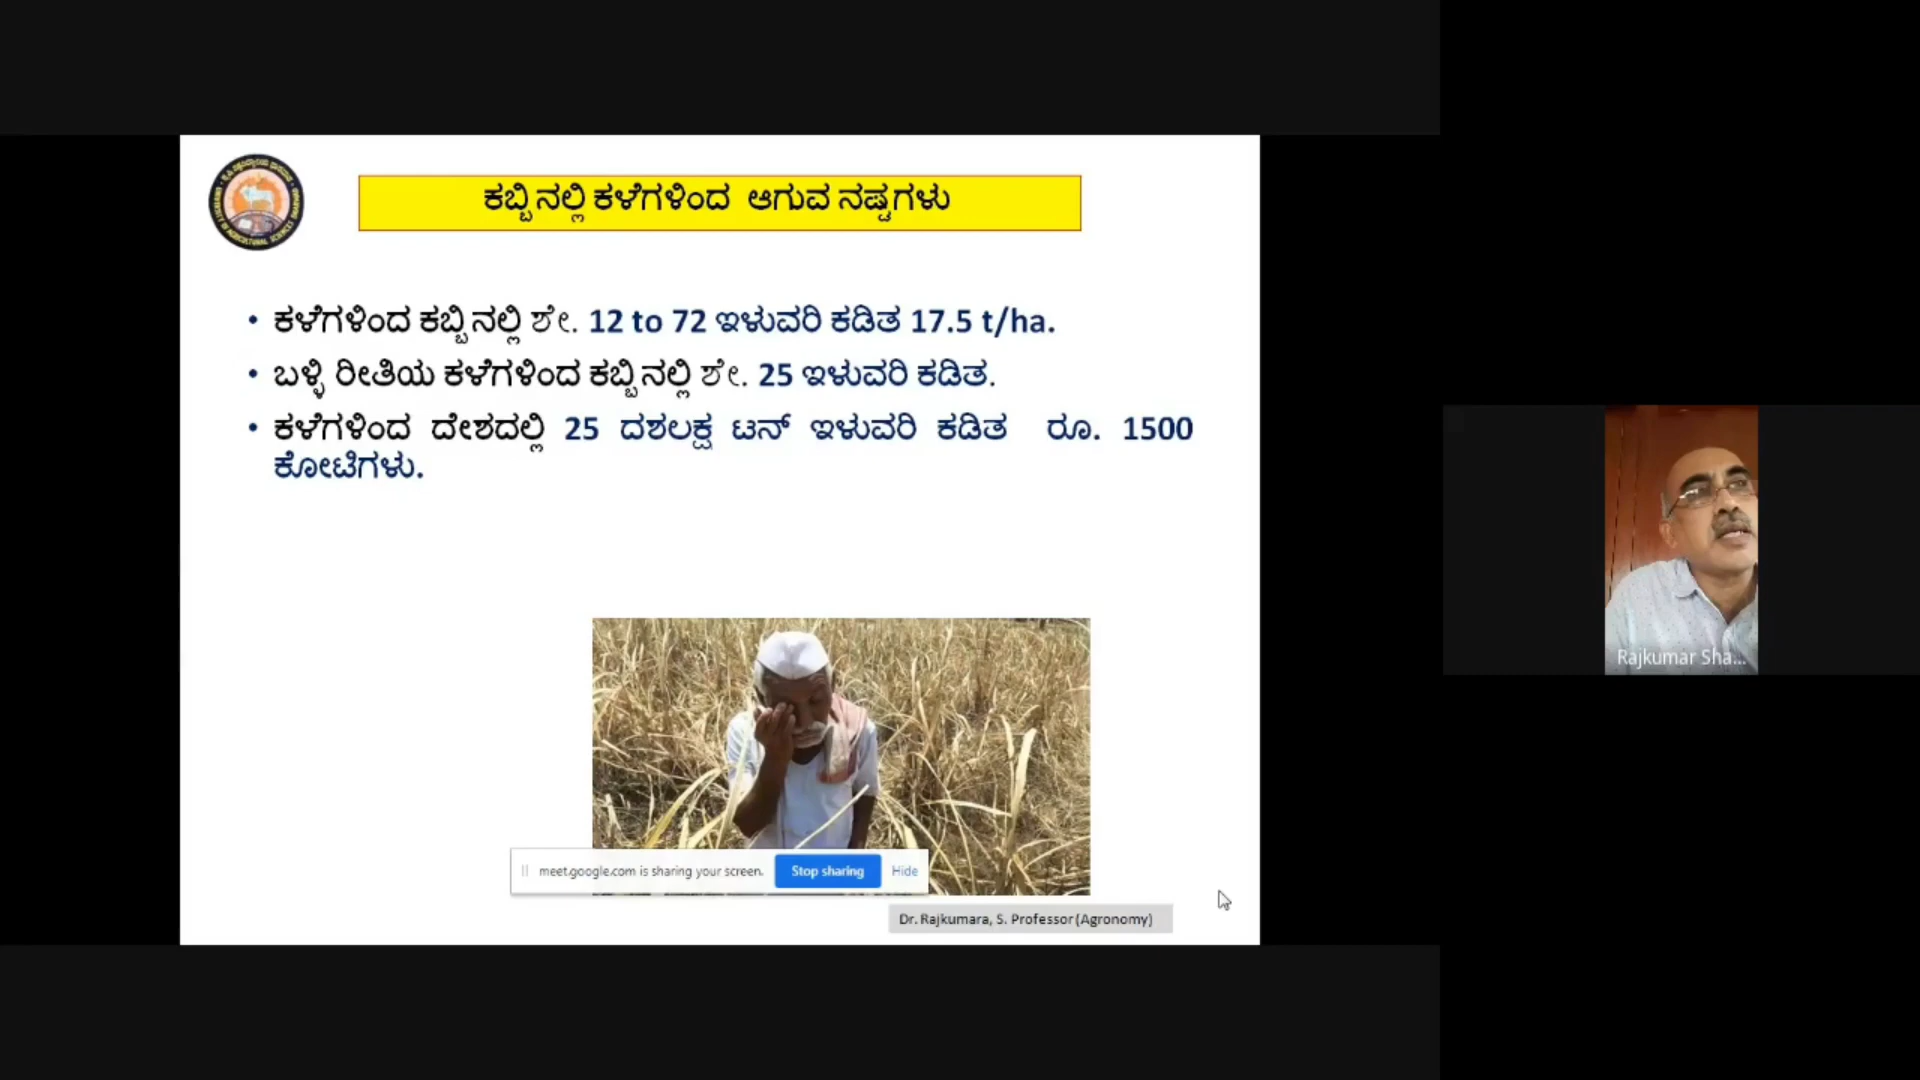 ಕಬ್ಬಿನಲ್ಲಿ ಕಳೆಗಳಿಂದ ಆಗುವ ನಷ್ಟಗಳು
• ಕಳೆಗಳಿಂದ ಕಬ್ಬಿನಲ್ಲಿ ಶೇ. 12 to 72 ಇಳುವರಿ ಕಡಿತ 17.5 t/ha.
• ಬಳ್ಳಿ ರೀತಿಯ ಕಳೆಗಳಿಂದ ಕಬ್ಬಿನಲ್ಲಿ ಶೇ. 25 ಇಳುವರಿ ಕಡಿತ.
• ಕಳೆಗಳಿಂದ ದೇಶದಲ್ಲಿ 25 ದಶಲಕ್ಷ ಟನ್ ಇಳುವರಿ ಕಡಿತ ರೂ. 1500
ಕೋಟಿಗಳು.
Rajkumar Sha...
meet.google.com is sharing your screen. Stop sharing Hide
Dr. Rajkumara, S. Professor(Agronomy)